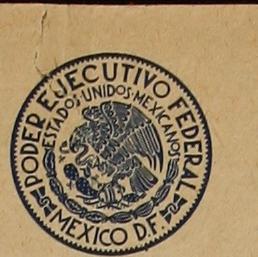 PODER EJECUTIVO FEDERAL
ESTADOS·UNIDOS·MEXICANOS
MEXICO D.F.